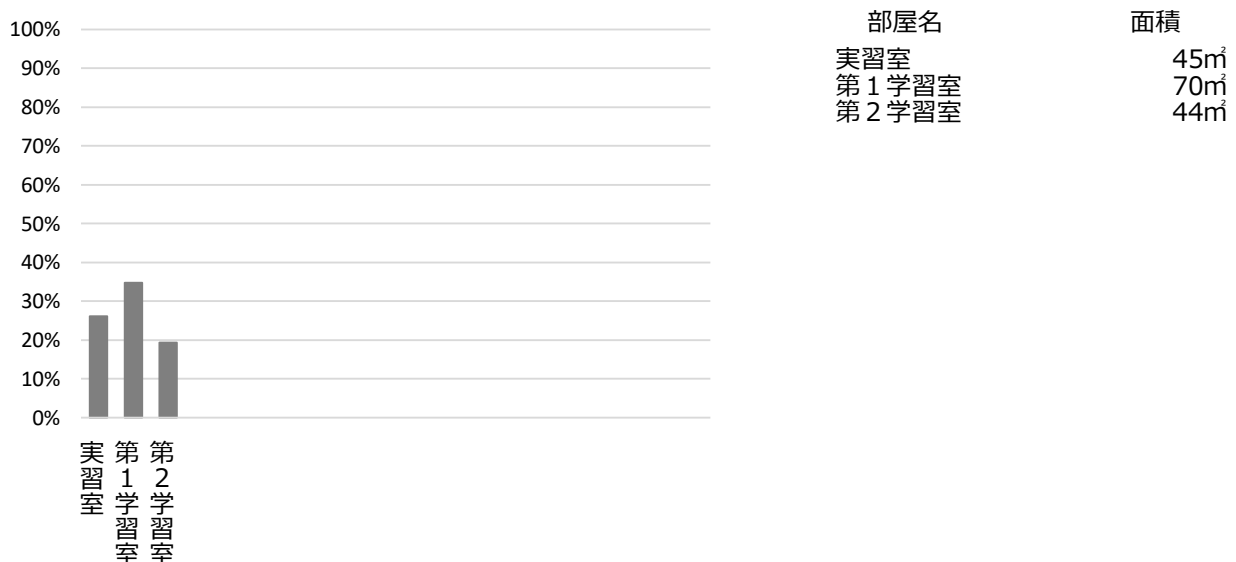 100%
90%
80%
70%
60%
50%
40%
30%
20%
10%
0%
実習室
第１学習室
第２学習室
部屋名 面積
実習室 45㎡
第１学習室 70㎡
第２学習室 44㎡